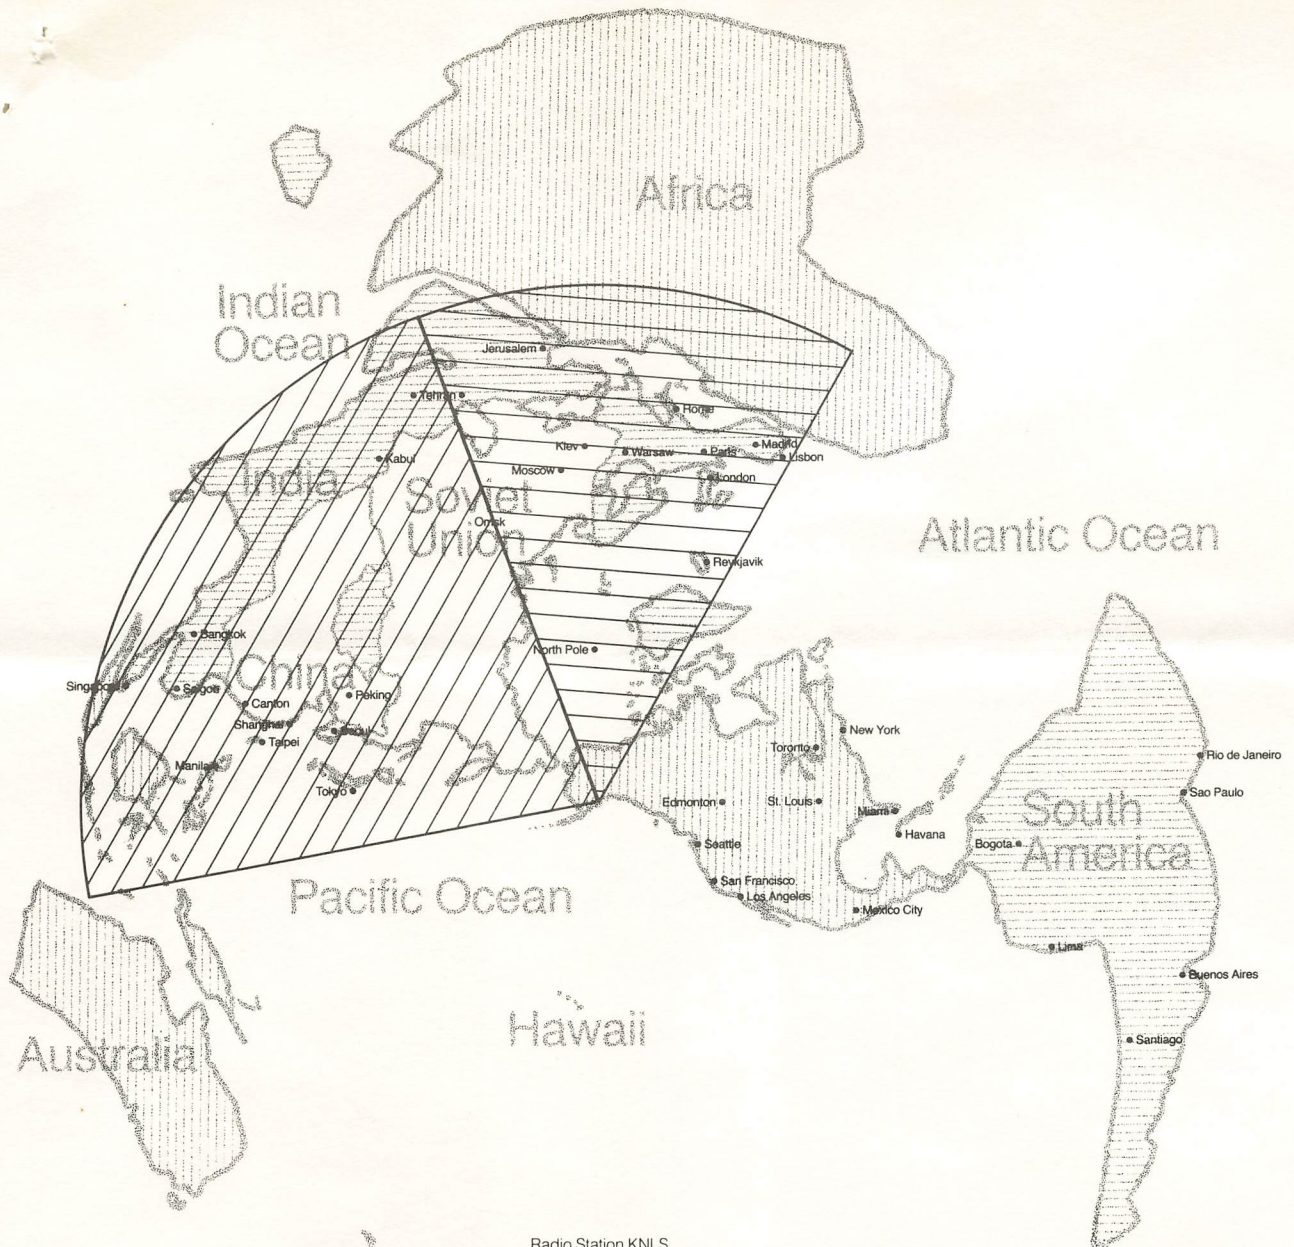 Africa
Indian
Ocean
Jerusalem
Tehran
Rome
Kiev
Warsaw
Paris
Madrid
Lisbon
Kabul
Moscow
London
India
Soviet
Union
Omsk
Atlantic Ocean
Reykjavik
Bangkok
North Pole
China
Singapore
Saigon
Peking
Canton
Shanghai
Seoul
Taipei
Manila
Tokyo
New York
Toronto
Rio de Janeiro
Edmonton
St. Louis
Miami
Sao Paulo
South
America
Havana
Seattle
Bogota
San Francisco
Los Angeles
Pacific Ocean
Mexico City
Lima
Buenos Aires
Hawaii
Australia
Santiago
Radio Station KNLS